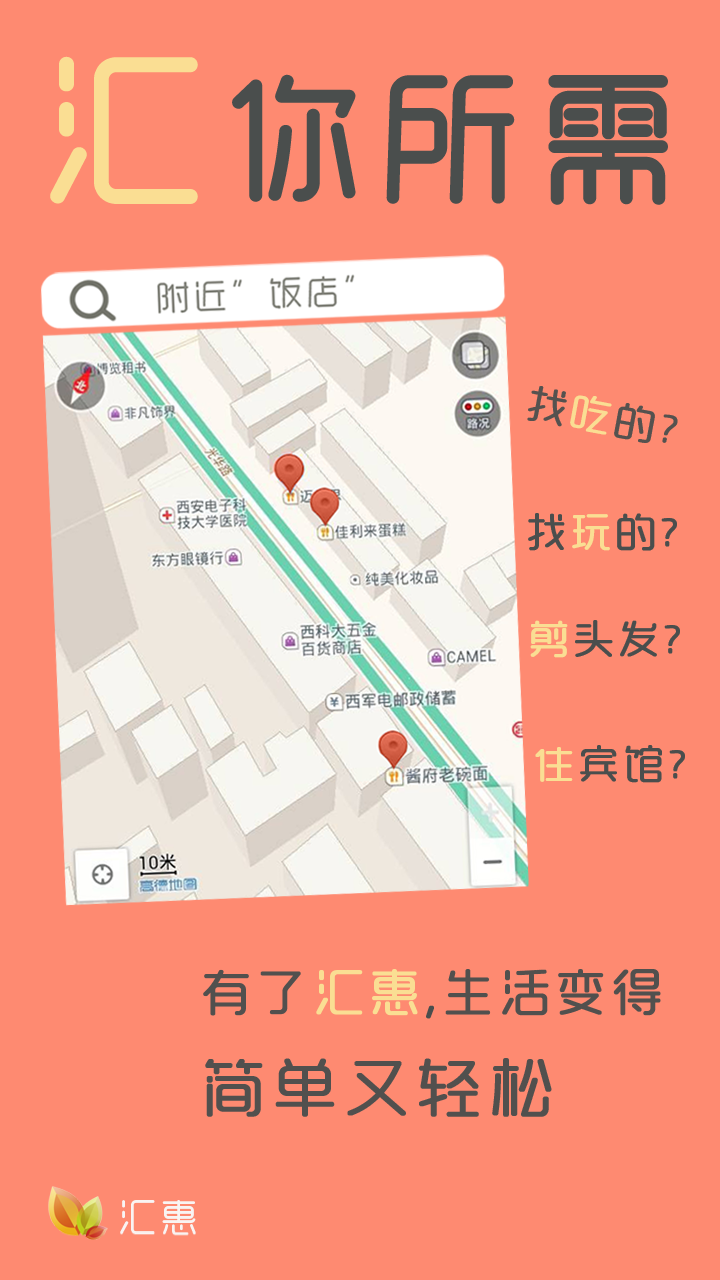 汇你所需
附近”饭店”
博览租书
北
非凡饰界
路况
光华路
找吃的?
西安电子科
技大学医院
佳利来蛋糕
东方眼镜行
找玩的?
纯美化妆品
西科大五金
百货商店
剪头发?
CAMEL
¥西军电邮政储蓄
住宾馆?
酱府老碗面
10米
高德地图
有了汇惠,生活变得
简单又轻松
汇惠